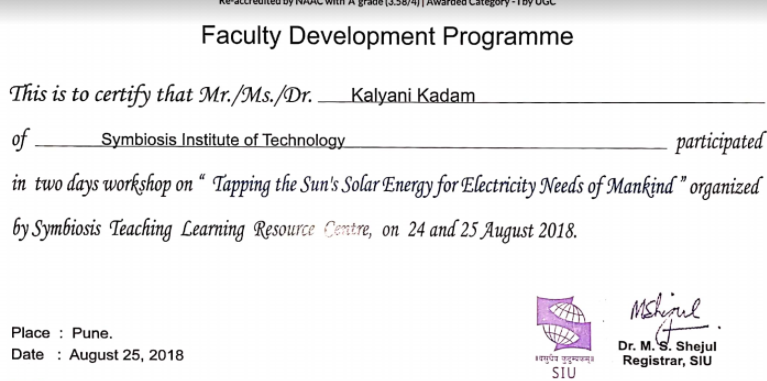 Re-accredited by NAAC with 'A' grade (3.58/4) | Awarded Category - I by UGC
Faculty Development Programme
This is to certify that Mr./Ms./Dr. Kalyani Kadam
of Symbiosis Institute of Technology participated
in two days workshop on “ Tapping the Sun's Solar Energy for Electricity Needs of Mankind ” organized
by Symbiosis Teaching Learning Resource Centre, on 24 and 25 August 2018.
MShejul
Place : Pune.
Dr. M. S. Shejul
Date : August 25, 2018
॥वसुधैव कुटुम्बकम्॥
Registrar, SIU
SIU